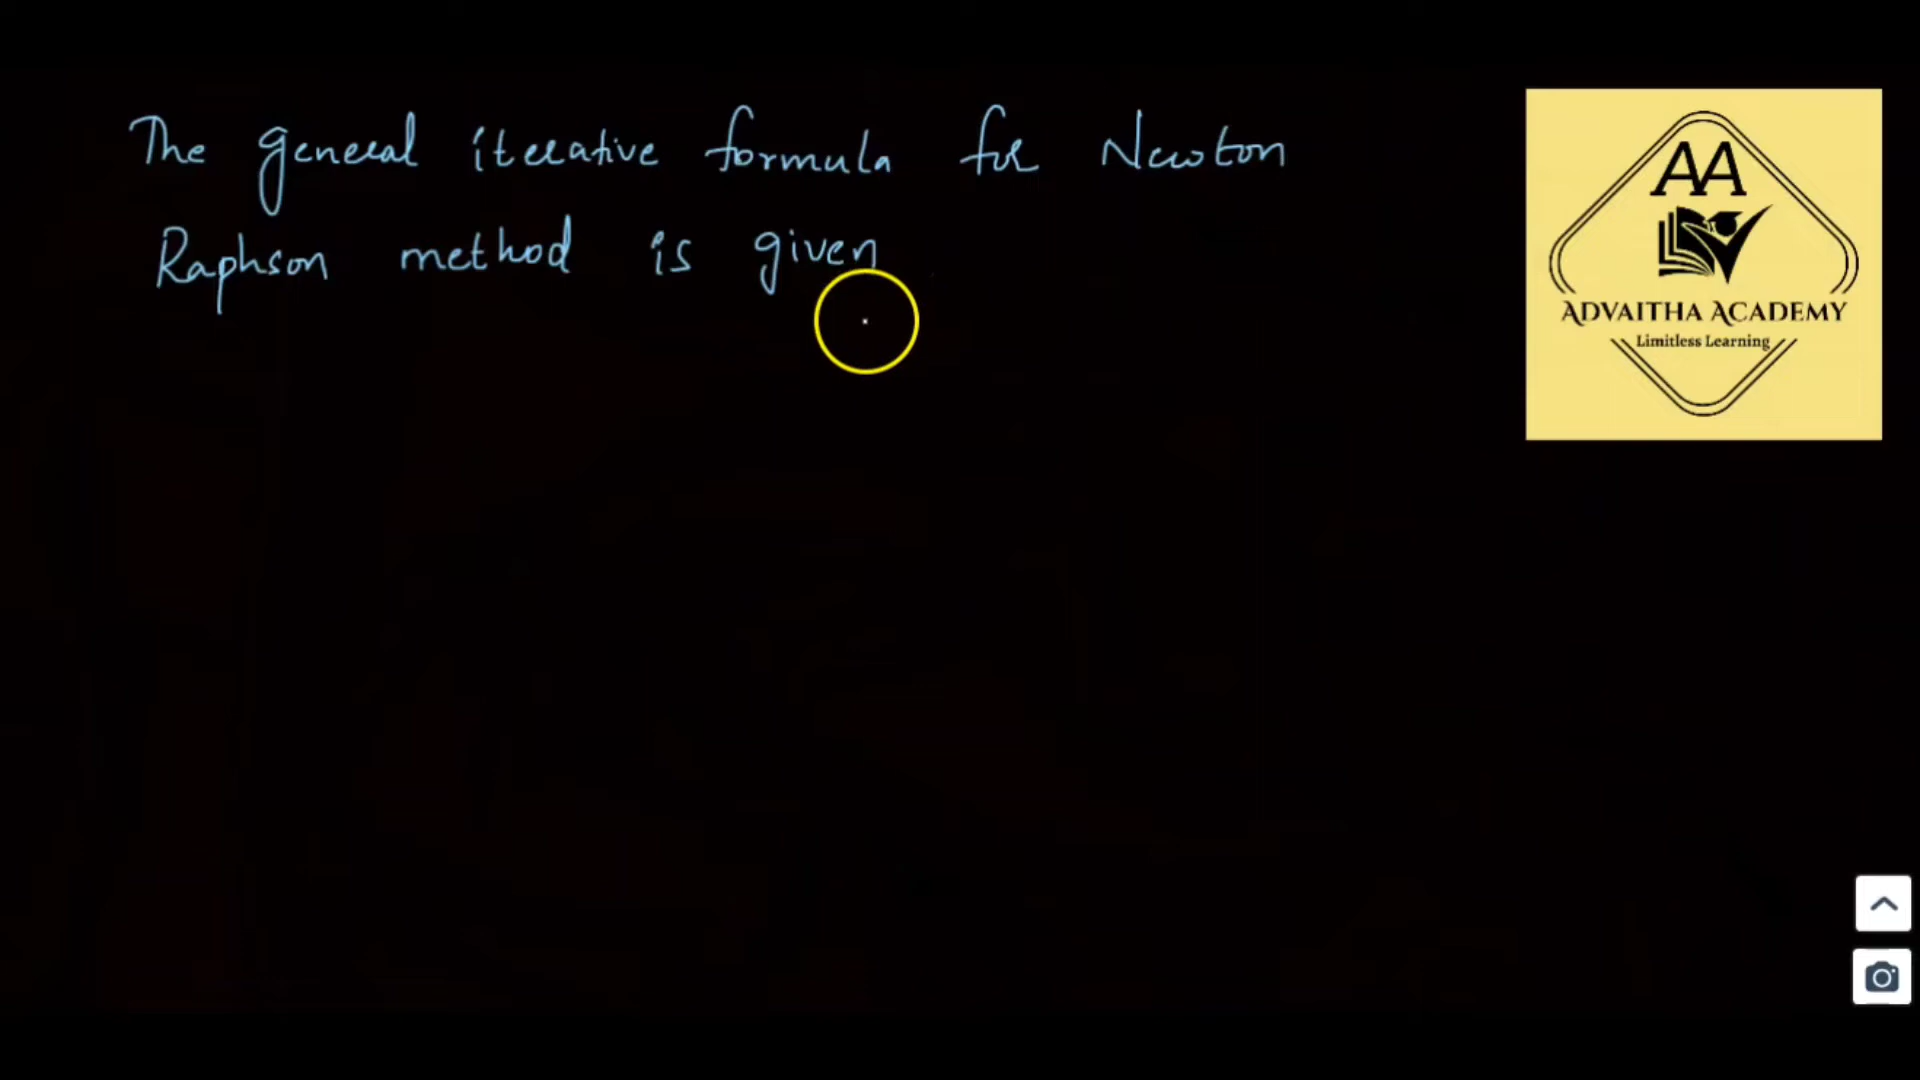 The general iterative formula for Newton
Raphson method is given
AA
ADVAITHA ACADEMY
Limitless Learning